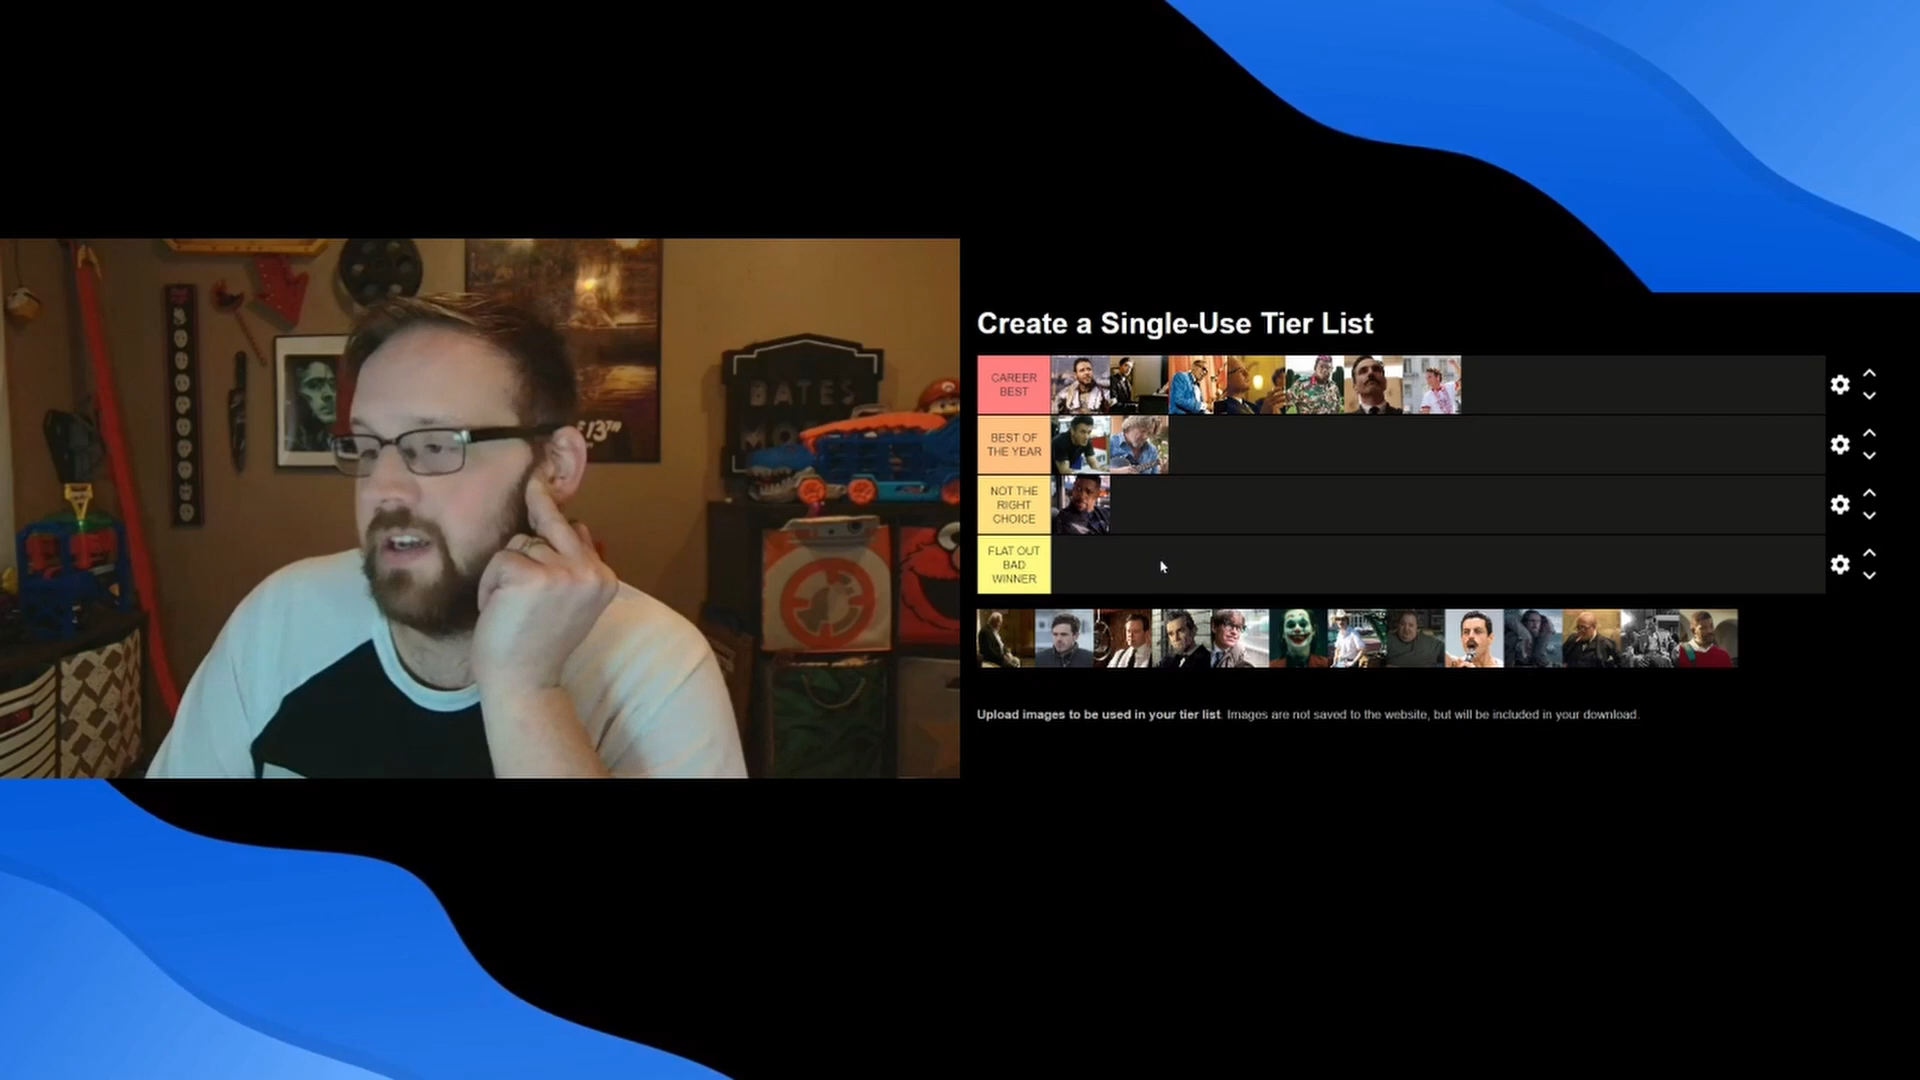 BATES
MO
E 13TH
Create a Single-Use Tier List
CAREER
BEST
BEST OF
THE YEAR
NOT THE
RIGHT
CHOICE
FLAT OUT
BAD
WINNER
Upload images to be used in your tier list. Images are not saved to the website, but will be included in your download.